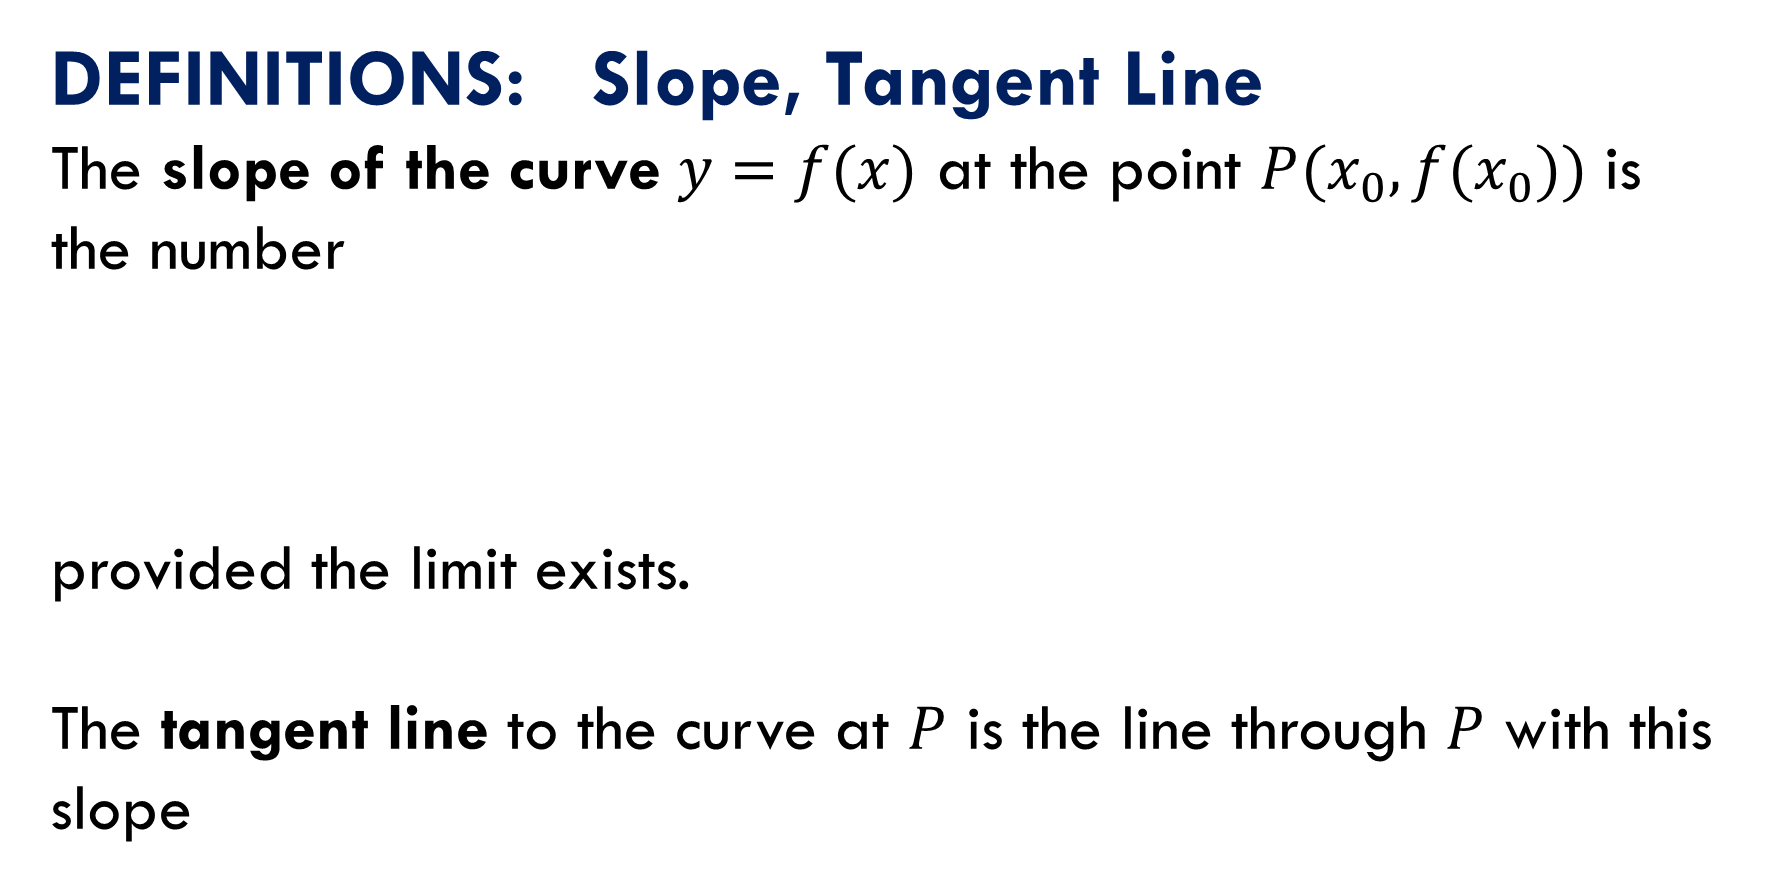 DEFINITIONS: Slope, Tangent Line
The slope of the curve y = f(x) at the point P(x₀, f(x₀)) is
the number
provided the limit exists.
The tangent line to the curve at P is the line through P with this
slope